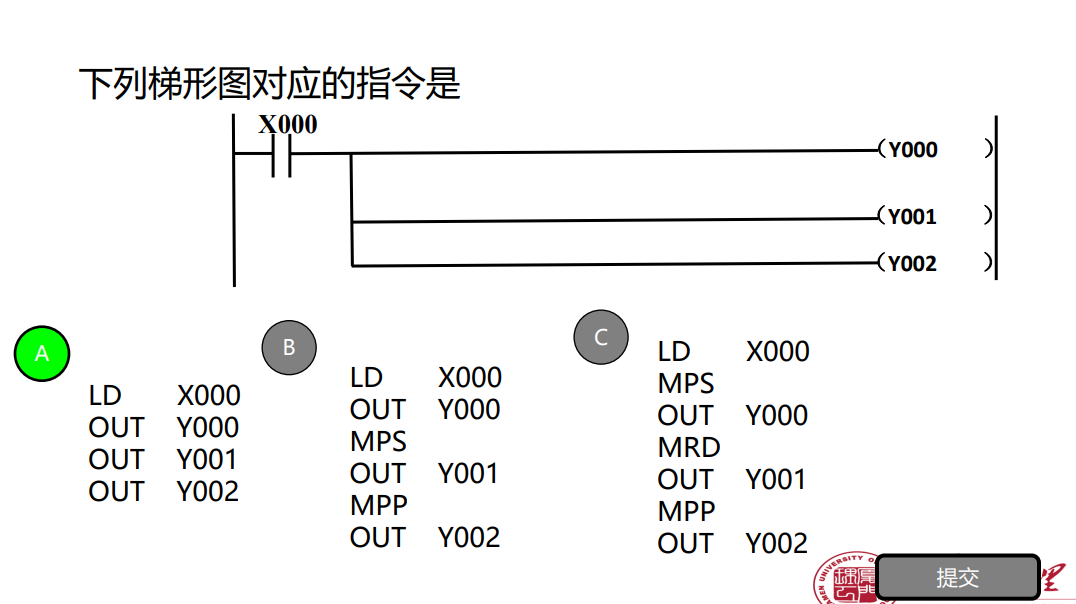 下列梯形图对应的指令是
X000
(Y000 )
(Y001 )
(Y002 )
A
LD X000
OUT Y000
OUT Y001
OUT Y002
B
LD X000
OUT Y000
MPS
OUT Y001
MPP
OUT Y002
C
LD X000
MPS
OUT Y000
MRD
OUT Y001
MPP
OUT Y002
提交